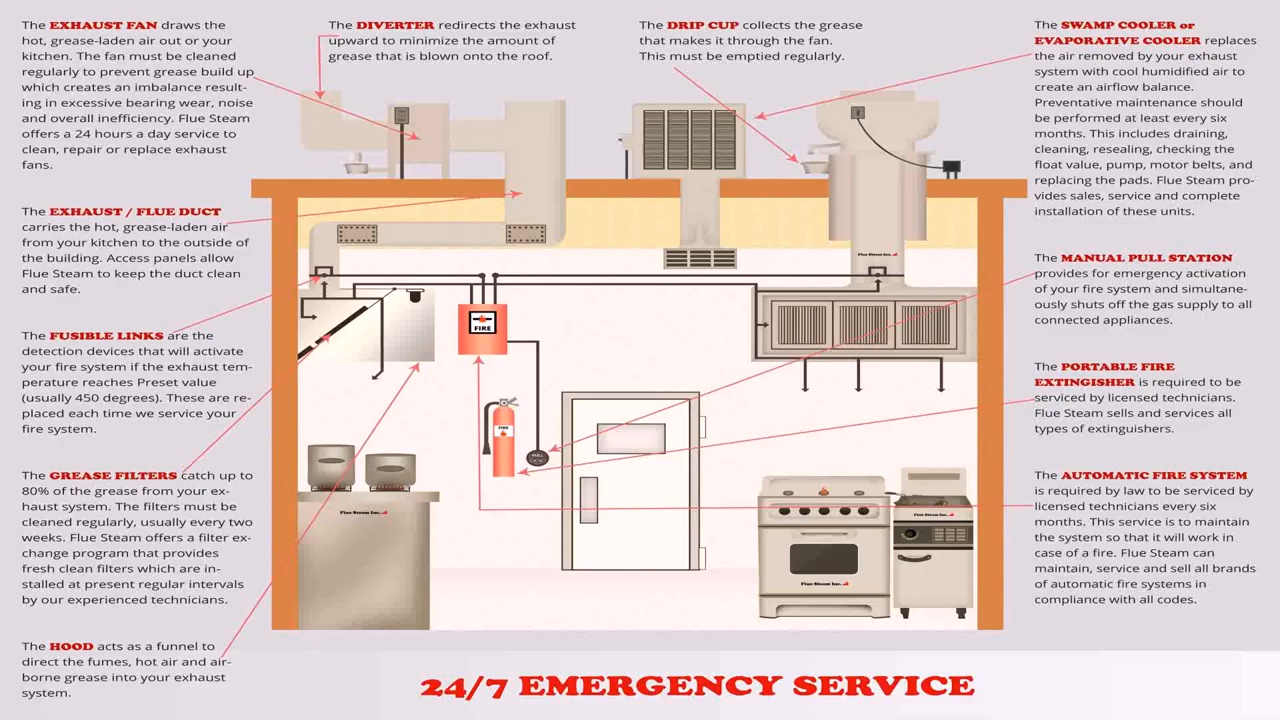 The EXHAUST FAN draws the
hot, grease-laden air out or your
kitchen. The fan must be cleaned
regularly to prevent grease build up
which creates an imbalance result-
ing in excessive bearing wear, noise
and overall inefficiency. Flue Steam
offers a 24 hours a day service to
clean, repair or replace exhaust
fans.
The EXHAUST / FLUE DUCT
carries the hot, grease-laden air
from your kitchen to the outside of
the building. Access panels allow
Flue Steam to keep the duct clean
and safe.
The FUSIBLE LINKS are the
detection devices that will activate
your fire system if the exhaust tem-
perature reaches Preset value
(usually 450 degrees). These are re-
placed each time we service your
fire system.
The GREASE FILTERS catch up to
80% of the grease from your ex-
haust system. The filters must be
cleaned regularly, usually every two
weeks. Flue Steam offers a filter ex-
change program that provides
fresh clean filters which are in-
stalled at present regular intervals
by our experienced technicians.
The HOOD acts as a funnel to
direct the fumes, hot air and air-
borne grease into your exhaust
system.
The DIVERTER redirects the exhaust
upward to minimize the amount of
grease that is blown onto the roof.
The DRIP CUP collects the grease
that makes it through the fan.
This must be emptied regularly.
The SWAMP COOLER or
EVAPORATIVE COOLER replaces
the air removed by your exhaust
system with cool humidified air to
create an airflow balance.
Preventative maintenance should
be performed at least every six
months. This includes draining,
cleaning, resealing, checking the
float value, pump, motor belts, and
replacing the pads. Flue Steam pro-
vides sales, service and complete
installation of these units.
The MANUAL PULL STATION
provides for emergency activation
of your fire system and simultane-
ously shuts off the gas supply to all
connected appliances.
The PORTABLE FIRE
EXTINGISHER is required to be
serviced by licensed technicians.
Flue Steam sells and services all
types of extinguishers.
The AUTOMATIC FIRE SYSTEM
is required by law to be serviced by
licensed technicians every six
months. This service is to maintain
the system so that it will work in
case of a fire. Flue Steam can
maintain, service and sell all brands
of automatic fire systems in
compliance with all codes.
Flue Steam Inc.
FIRE
FIRE
PULL
Flue Steam Inc.
Flue Steam Inc.
Flue Steam Inc.
24/7 EMERGENCY SERVICE